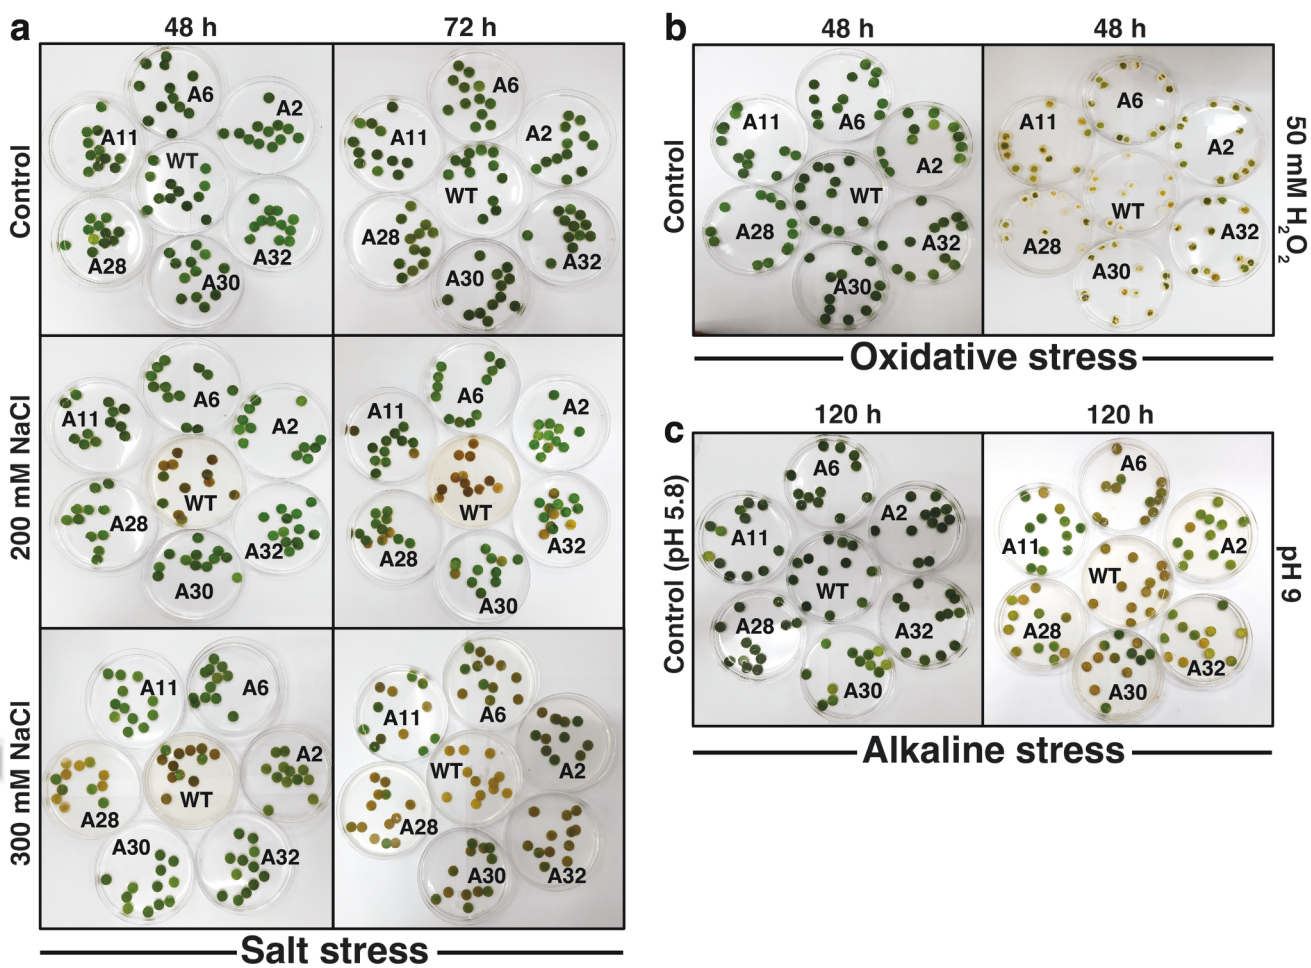 a
48 h
72 h
Control
A6
A2
A11
WT
A28
A32
A30
A6
A11
A2
WT
A28
A32
A30
200 mM NaCl
A6
A11
A2
WT
A28
A32
A30
A11
A6
A2
WT
A28
A32
A30
300 mM NaCl
A11
A6
A2
WT
A28
A30
A32
A11
A6
WT
A2
A28
A30
A32
Salt stress
b
48 h
48 h
Control
A11
A6
A2
WT
A28
A32
A30
A6
A11
A2
WT
A28
A32
A30
50 mM H2O2
Oxidative stress
c
120 h
120 h
Control (pH 5.8)
A6
A2
A11
WT
A28
A32
A30
A6
A11
A2
WT
A28
A32
A30
pH 9
Alkaline stress